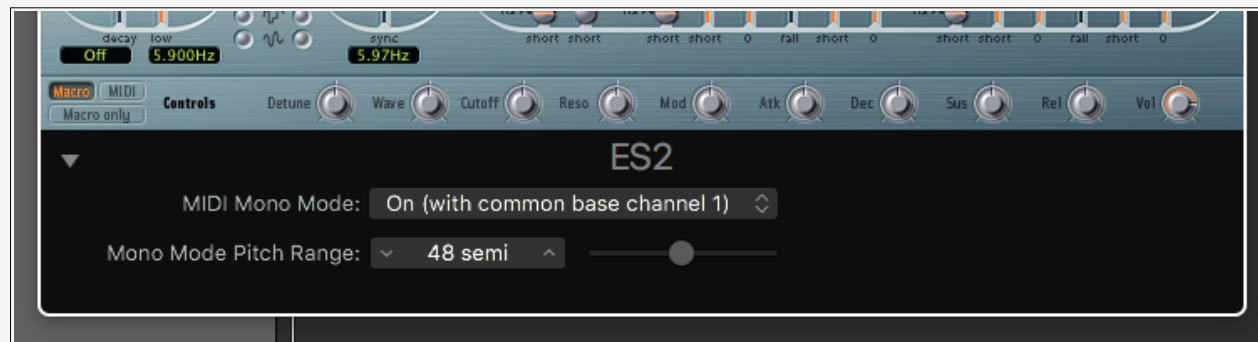 decay low sync short short short short 0 fall short 0 short short 0 fall short 0
Off 5.900Hz 5.97Hz
Macro MIDI
Macro only
Controls Detune Wave Cutoff Reso Mod Atk Dec Sus Rel Vol
ES2
MIDI Mono Mode: On (with common base channel 1)
Mono Mode Pitch Range: 48 semi